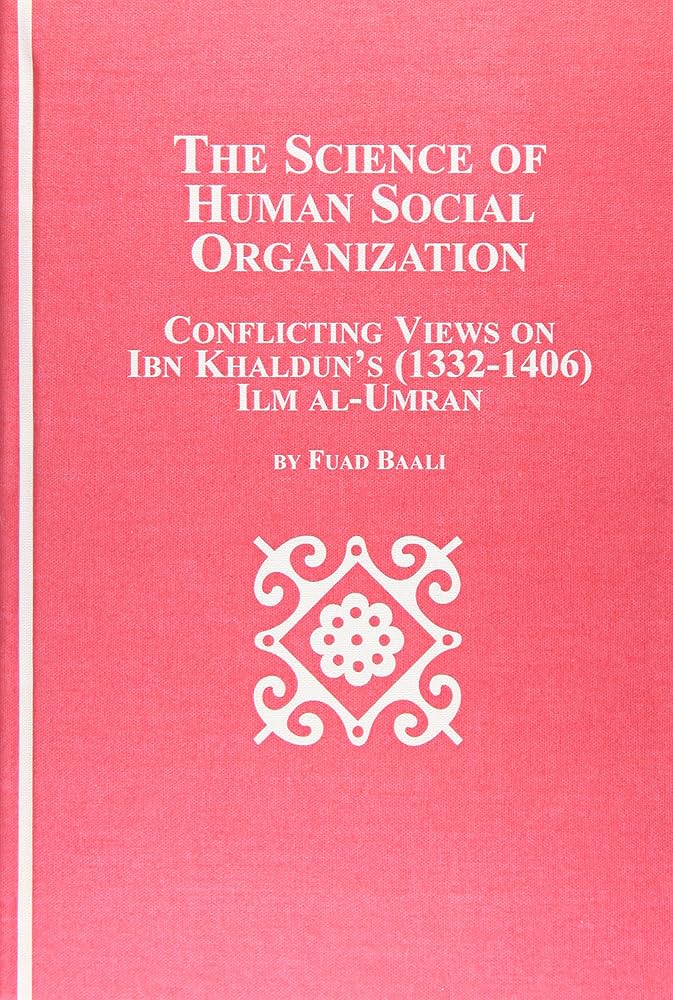 THE SCIENCE OF
HUMAN SOCIAL
ORGANIZATION
CONFLICTING VIEWS ON
IBN KHALDUN'S (1332-1406)
ILM AL-UMRAN
BY FUAD BAALI